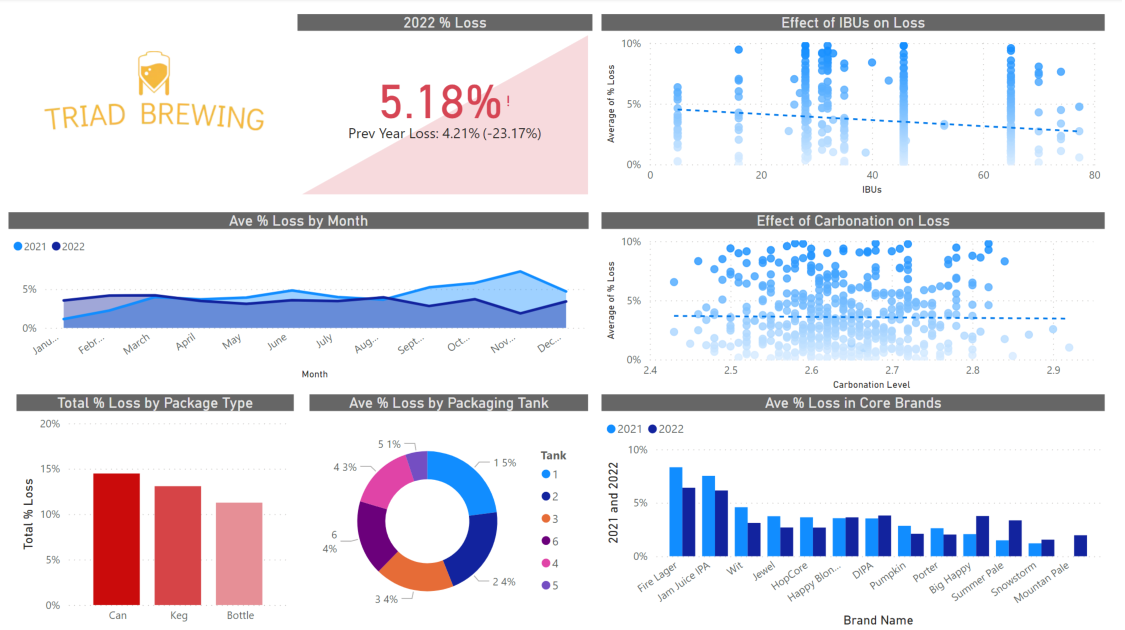 TRIAD BREWING
2022 % Loss
5.18%!
Prev Year Loss: 4.21% (-23.17%)
Effect of IBUs on Loss
Average of % Loss
10%
5%
0%
0 20 40 60 80
IBUs
Ave % Loss by Month
2021 2022
5%
0%
Janu... Febr... March April May June July Aug... Sept... Oct... Nov... Dec...
Month
Effect of Carbonation on Loss
Average of % Loss
10%
5%
0%
2.4 2.5 2.6 2.7 2.8 2.9
Carbonation Level
Total % Loss by Package Type
Total % Loss
20%
15%
10%
5%
0%
Can Keg Bottle
Ave % Loss by Packaging Tank
5 1%
4 3%
6
4%
3 4%
2 4%
1 5%
Tank
1
2
3
6
4
5
Ave % Loss in Core Brands
2021 2022
2021 and 2022
10%
5%
0%
Fire Lager Jam Juice IPA Wit Jewel HopCore Happy Blon... DIPA Pumpkin Porter Big Happy Summer Pale Snowstorm Mountan Pale
Brand Name